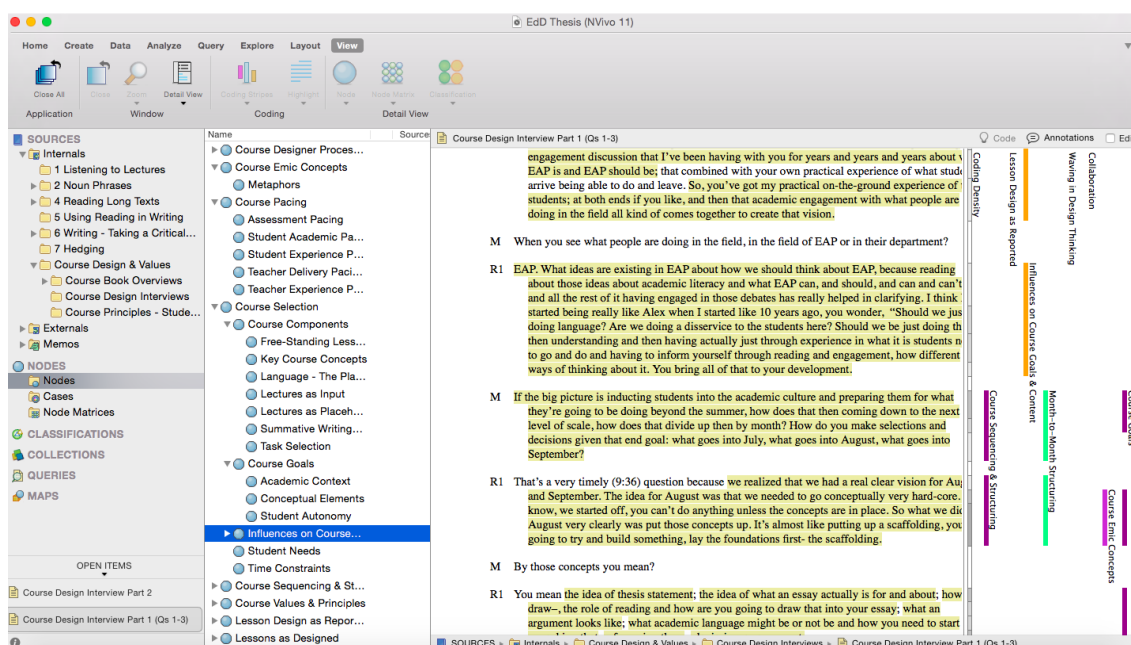 EdD Thesis (NVivo 11)
Home Create Data Analyze Query Explore Layout View
Close All Close Zoom Detail View Coding Stripes Highlight Node Node Matrix Classification
Application Window Coding Detail View
SOURCES
Internals
1 Listening to Lectures
2 Noun Phrases
4 Reading Long Texts
5 Using Reading in Writing
6 Writing - Taking a Critical...
7 Hedging
Course Design & Values
Course Book Overviews
Course Design Interviews
Course Principles - Stude...
Externals
Memos
NODES
Nodes
Cases
Node Matrices
CLASSIFICATIONS
COLLECTIONS
QUERIES
MAPS
OPEN ITEMS
Course Design Interview Part 2
Course Design Interview Part 1 (Qs 1-3)
Name Source
Course Designer Proces...
Course Emic Concepts
Metaphors
Course Pacing
Assessment Pacing
Student Academic Pa...
Student Experience P...
Teacher Delivery Paci...
Teacher Experience P...
Course Selection
Course Components
Free-Standing Less...
Key Course Concepts
Language - The Pla...
Lectures as Input
Lectures as Placeh...
Summative Writing...
Task Selection
Course Goals
Academic Context
Conceptual Elements
Student Autonomy
Influences on Course...
Student Needs
Time Constraints
Course Sequencing & St...
Course Values & Principles
Lesson Design as Repor...
Lessons as Designed
Course Design Interview Part 1 (Qs 1-3)
Code Annotations Edi
engagement discussion that I've been having with you for years and years and years about
EAP is and EAP should be; that combined with your own practical experience of what stude
arrive being able to do and leave. So, you've got my practical on-the-ground experience of
students; at both ends if you like, and then that academic engagement with what people are
doing in the field all kind of comes together to create that vision.
M When you see what people are doing in the field, in the field of EAP or in their department?
R1 EAP. What ideas are existing in EAP about how we should think about EAP, because reading
about those ideas about academic literacy and what EAP can, and should, and can and can't
and all the rest of it having engaged in those debates has really helped in clarifying. I think
started being really like Alex when I started like 10 years ago, you wonder, "Should we jus
doing language? Are we doing a disservice to the students here? Should we be just doing th
then understanding and then having actually just through experience in what it is students n
to go and do and having to inform yourself through reading and engagement, how different
ways of thinking about it. You bring all of that to your development.
M If the big picture is inducting students into the academic culture and preparing them for what
they're going to be doing beyond the summer, how does that then coming down to the next
level of scale, how does that divide up then by month? How do you make selections and
decisions given that end goal: what goes into July, what goes into August, what goes into
September?
R1 That's a very timely (9:36) question because we realized that we had a real clear vision for Aug
and September. The idea for August was that we needed to go conceptually very hard-core.
know, we started off, you can't do anything unless the concepts are in place. So what we did
August very clearly was put those concepts up. It's almost like putting up a scaffolding, you
going to try and build something, lay the foundations first- the scaffolding.
M By those concepts you mean?
R1 You mean the idea of thesis statement; the idea of what an essay actually is for and about; how
draw–, the role of reading and how are you going to draw that into your essay; what an
argument looks like; what academic language might be or not be and how you need to start
Coding Density
Lesson Design as Reported
Influences on Course Goals & Content
Waving in Design Thinking
Collaboration
Course Sequencing & Structuring
Month-to-Month Structuring
Course Emic Concepts
SOURCES Internals Course Design & Values Course Design Interviews Course Design Interview Part 1 (Qs 1-3)